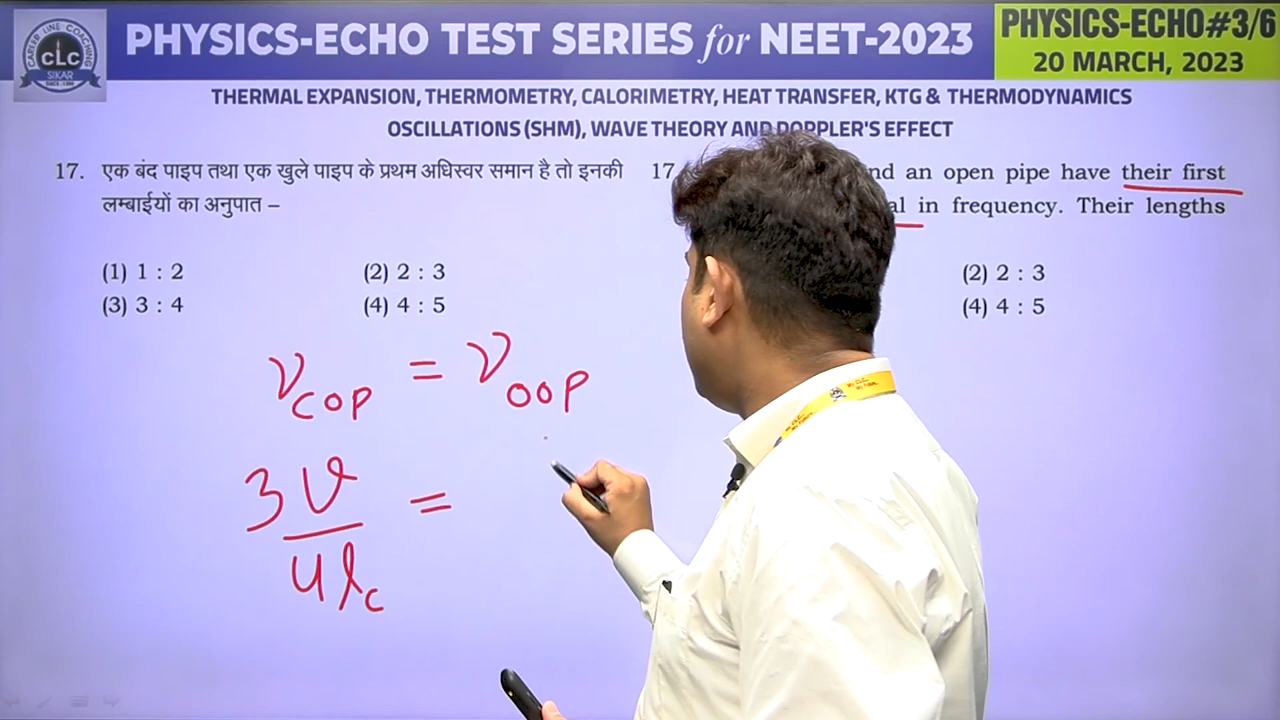 CAREER LINE COACHING
CLC
SIKAR
PHYSICS-ECHO TEST SERIES for NEET-2023
PHYSICS-ECHO#3/6
20 MARCH, 2023
THERMAL EXPANSION, THERMOMETRY, CALORIMETRY, HEAT TRANSFER, KTG & THERMODYNAMICS
OSCILLATIONS (SHM), WAVE THEORY AND DOPPLER'S EFFECT
17. एक बंद पाइप तथा एक खुले पाइप के प्रथम अधिस्वर समान है तो इनकी
लम्बाईयों का अनुपात –
(1) 1 : 2 (2) 2 : 3
(3) 3 : 4 (4) 4 : 5
17 nd an open pipe have their first
al in frequency. Their lengths
(2) 2 : 3
(4) 4 : 5
ν COP = ν OOP
3 v / 4 l c =